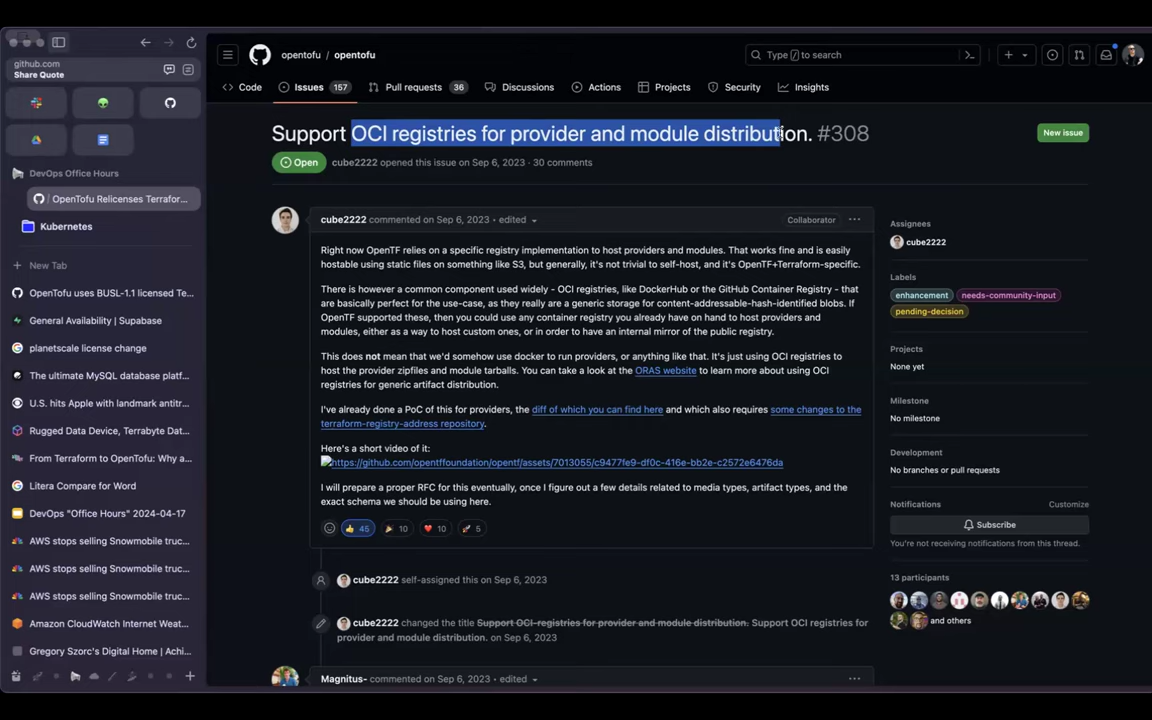 github.com
Share Quote
DevOps Office Hours
OpenTofu Relicenses Terrafor...
Kubernetes
New Tab
OpenTofu uses BUSL-1.1 licensed Te...
General Availability | Supabase
planetscale license change
The ultimate MySQL database platf...
U.S. hits Apple with landmark antitr...
Rugged Data Device, Terrabyte Dat...
From Terraform to OpenTofu: Why a...
Litera Compare for Word
DevOps "Office Hours" 2024-04-17
AWS stops selling Snowmobile truc...
AWS stops selling Snowmobile truc...
AWS stops selling Snowmobile truc...
Amazon CloudWatch Internet Weat...
Gregory Szorc's Digital Home | Achi...
opentofu / opentofu
Type / to search
Code
Issues 157
Pull requests 36
Discussions
Actions
Projects
Security
Insights
Support OCI registries for provider and module distribution. #308
New issue
Open
cube2222 opened this issue on Sep 6, 2023 · 30 comments
cube2222 commented on Sep 6, 2023 • edited
Collaborator
Right now OpenTF relies on a specific registry implementation to host providers and modules. That works fine and is easily
hostable using static files on something like S3, but generally, it's not trivial to self-host, and it's OpenTF+Terraform-specific.
There is however a common component used widely - OCI registries, like DockerHub or the GitHub Container Registry - that
are basically perfect for the use-case, as they really are a generic storage for content-addressable-hash-identified blobs. If
OpenTF supported these, then you could use any container registry you already have on hand to host providers and
modules, either as a way to host custom ones, or in order to have an internal mirror of the public registry.
This does not mean that we'd somehow use docker to run providers, or anything like that. It's just using OCI registries to
host the provider zipfiles and module tarballs. You can take a look at the ORAS website to learn more about using OCI
registries for generic artifact distribution.
I've already done a PoC of this for providers, the diff of which you can find here and which also requires some changes to the
terraform-registry-address repository.
Here's a short video of it:
https://github.com/opentffoundation/opentf/assets/7013055/c9477fe9-df0c-416e-bb2e-c2572e6476da
I will prepare a proper RFC for this eventually, once I figure out a few details related to media types, artifact types, and the
exact schema we should be using here.
45 10 10 5
cube2222 self-assigned this on Sep 6, 2023
cube2222 changed the title Support OCI-registries for provider and module distribution. Support OCI registries for
provider and module distribution. on Sep 6, 2023
Magnitus- commented on Sep 6, 2023 • edited
Assignees
cube2222
Labels
enhancement
needs-community-input
pending-decision
Projects
None yet
Milestone
No milestone
Development
No branches or pull requests
Notifications
Customize
Subscribe
You're not receiving notifications from this thread.
13 participants
and others